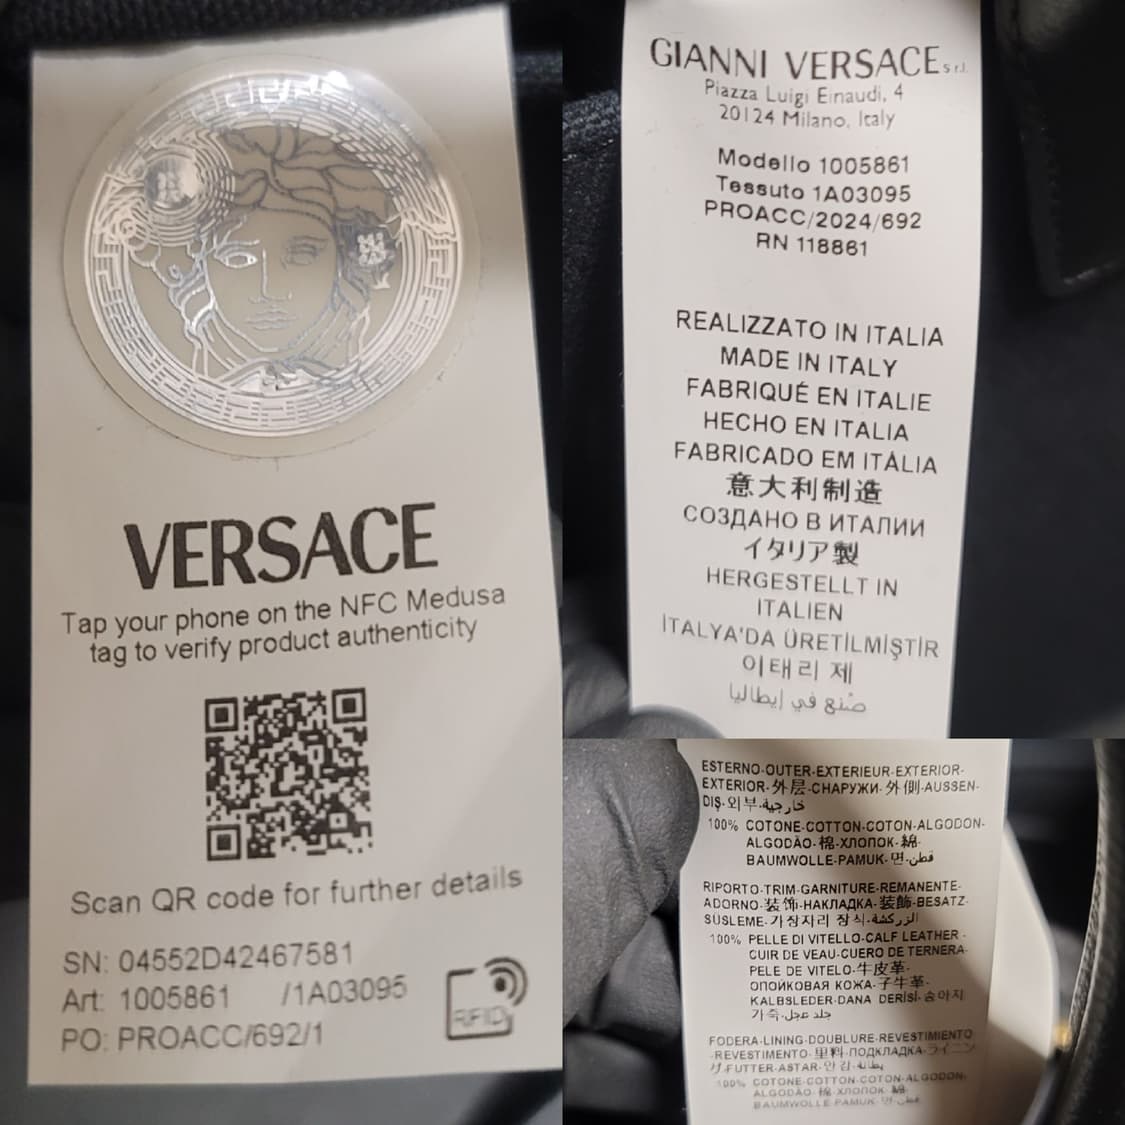 VERSACE
Tap your phone on the NFC Medusa
tag to verify product authenticity
Scan QR code for further details
SN: 04552D42467581
Art: 1005861 /1A03095
PO: PROACC/692/1
RFID
GIANNI VERSACE s.r.l.
Piazza Luigi Einaudi, 4
20124 Milano, Italy
Modello 1005861
Tessuto 1A03095
PROACC/2024/692
RN 118861
REALIZZATO IN ITALIA
MADE IN ITALY
FABRIQUÉ EN ITALIE
HECHO EN ITALIA
FABRICADO EM ITÁLIA
意大利制造
СОЗДАНО В ИТАЛИИ
イタリア製
HERGESTELLT IN
ITALIEN
İTALYA'DA ÜRETİLMİŞTİR
이태리 제
صُنع في إيطاليا
ESTERNO-OUTER-EXTERIEUR-EXTERIOR-
EXTERIOR-外层-СНАРУЖИ-外側-AUSSEN-
DIŞ-외부-خارجية
100% COTONE-COTTON-COTON-ALGODON-
ALGODÃO-棉-ХЛОПОК-綿-
BAUMWOLLE-PAMUK-면-قطن
RIPORTO-TRIM-GARNITURE-REMANENTE-
ADORNO-装饰-НАКЛАДКА-装飾-BESATZ-
SÜSLEME-가장자리 장식-الزركشة
100% PELLE DI VITELLO-CALF LEATHER-
CUIR DE VEAU-CUERO DE TERNERA-
PELE DE VITELO-牛皮革-
ОПОЙКОВАЯ КОЖА-子牛革-
KALBSLEDER-DANA DERİSİ-송아지
가죽-جلد عجل
FODERA-LINING-DOUBLURE-REVESTIMIENTO
-REVESTIMENTO-里料-ПОДКЛАДКА-ライニン
グ-FUTTER-ASTAR-안감-بطانة
100% COTONE-COTTON-COTON-ALGODON-
ALGODÃO-棉-ХЛОПОК-綿-
BAUMWOLLE-PAMUK-면-قطن